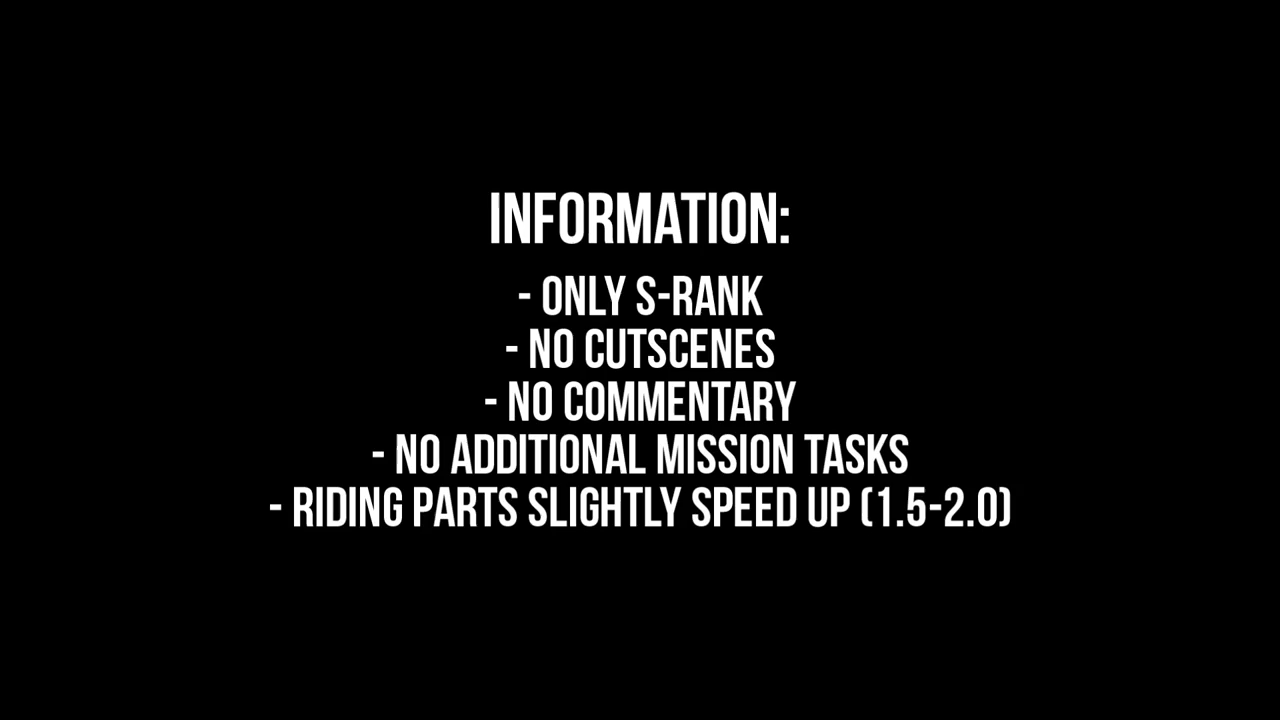 INFORMATION:
- ONLY S-RANK
- NO CUTSCENES
- NO COMMENTARY
- NO ADDITIONAL MISSION TASKS
- RIDING PARTS SLIGHTLY SPEED UP (1.5-2.0)